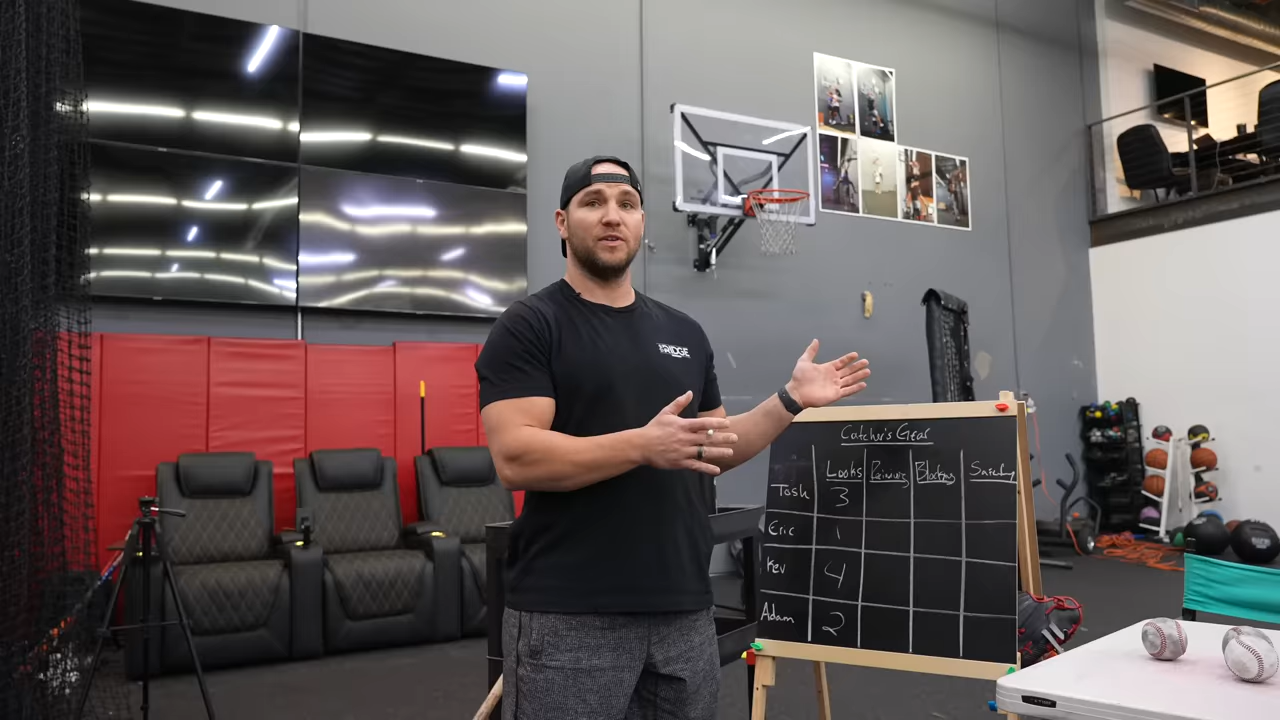 RIDGE
Catcher's Gear
Looks Receiving Blocking Safety
Tosh 3
Eric 1
Kev 4
Adam 2